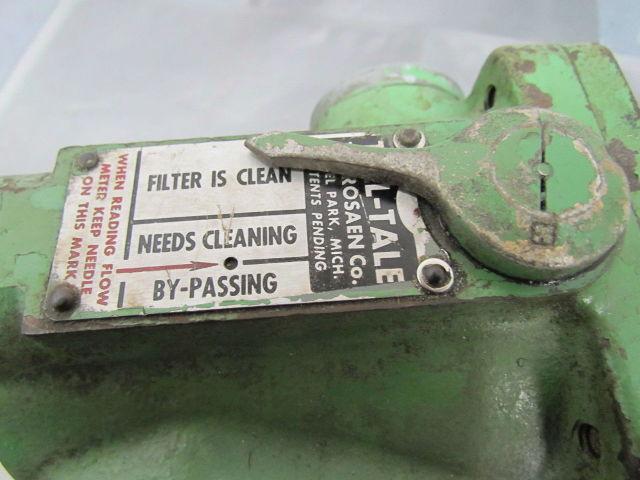 WHEN READING FLOW
METER KEEP NEEDLE
ON THIS MARK
FILTER IS CLEAN
NEEDS CLEANING
BY-PASSING
L-TALE
ROSAEN CO.
EL PARK, MICH.
TENTS PENDING